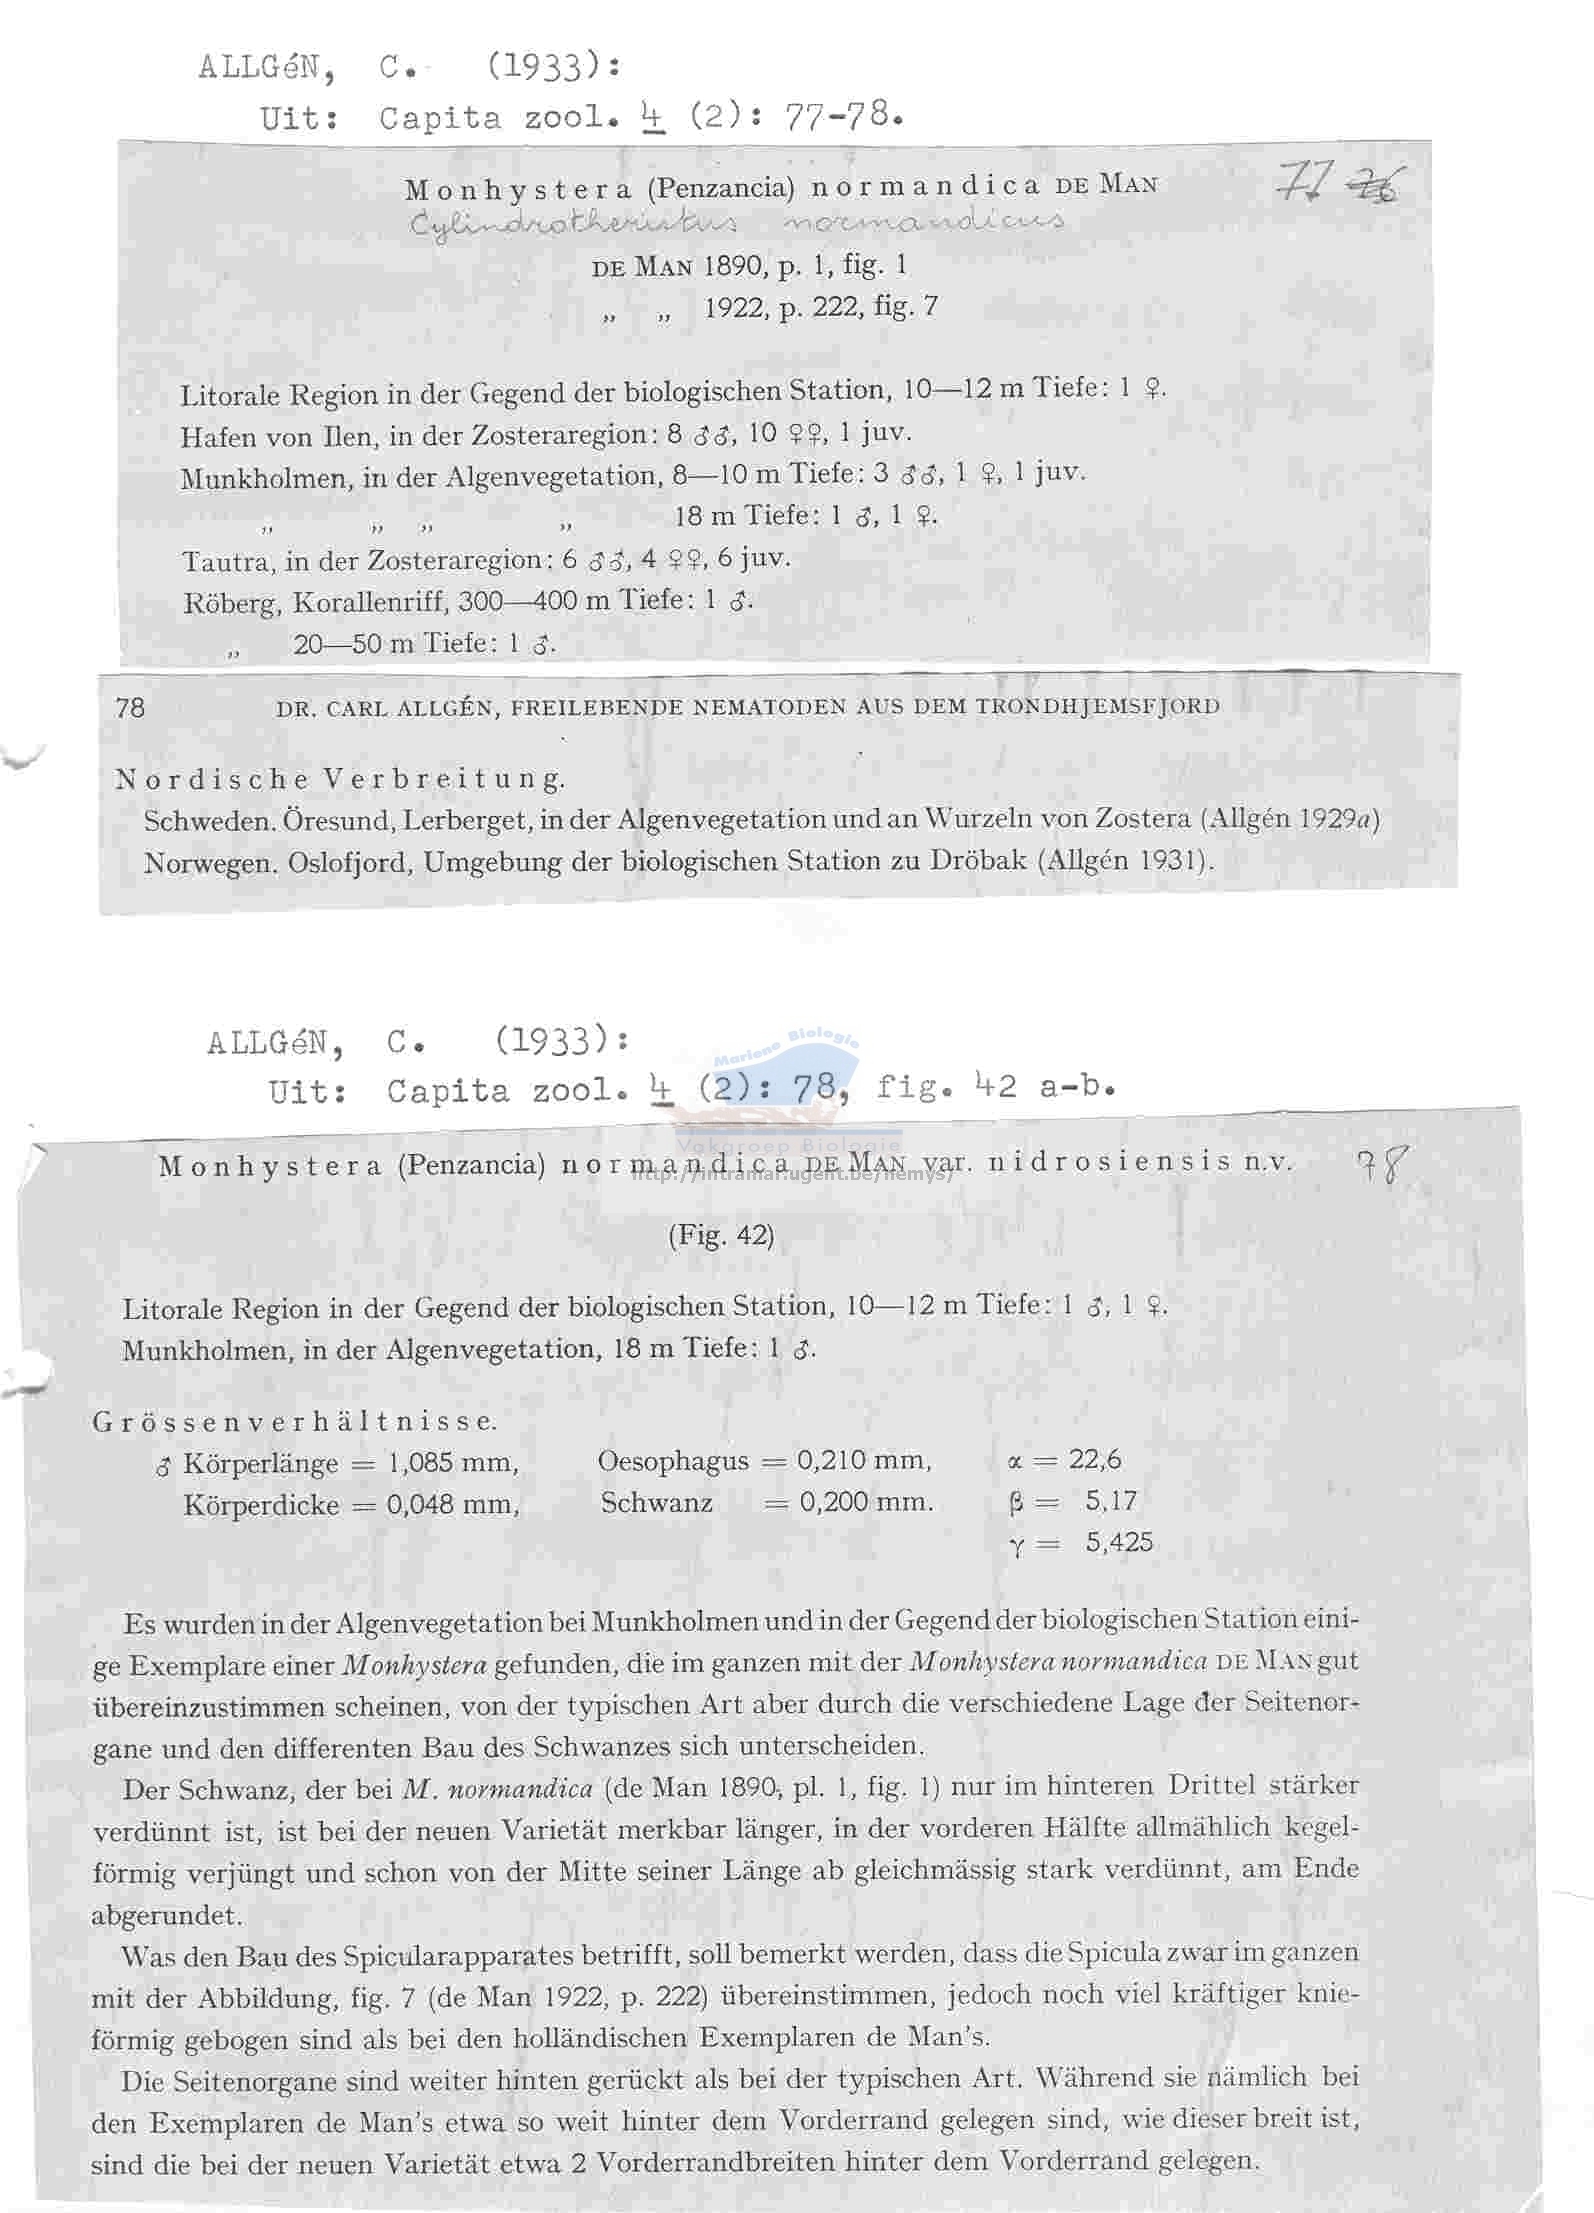 ALLGéN, C. (1933):
Uit: Capita zool. 4 (2): 77-78.
Monhystera (Penzancia) normandica DE MAN 77 26
Cylindrotheristus normandicus
DE MAN 1890, p. 1, fig. 1
„ „ 1922, p. 222, fig. 7
Litorale Region in der Gegend der biologischen Station, 10—12 m Tiefe: 1 ♀.
Hafen von Ilen, in der Zosteraregion: 8 ♂♂, 10 ♀♀, 1 juv.
Munkholmen, in der Algenvegetation, 8—10 m Tiefe: 3 ♂♂, 1 ♀, 1 juv.
„ „ „ „ 18 m Tiefe: 1 ♂, 1 ♀.
Tautra, in der Zosteraregion: 6 ♂♂, 4 ♀♀, 6 juv.
Röberg, Korallenriff, 300—400 m Tiefe: 1 ♂.
„ 20—50 m Tiefe: 1 ♂.
78 DR. CARL ALLGÉN, FREILEBENDE NEMATODEN AUS DEM TRONDHJEMSFJORD
Nordische Verbreitung.
Schweden. Öresund, Lerberget, in der Algenvegetation und an Wurzeln von Zostera (Allgén 1929a)
Norwegen. Oslofjord, Umgebung der biologischen Station zu Dröbak (Allgén 1931).
ALLGéN, C. (1933):
Uit: Capita zool. 4 (2): 78, fig. 42 a-b.
Mariene Biologie
Vakgroep Biologie
http://intramar.ugent.be/nemys/
Monhystera (Penzancia) normandica DE MAN var. nidrosiensis n.v. 78
(Fig. 42)
Litorale Region in der Gegend der biologischen Station, 10—12 m Tiefe: 1 ♂, 1 ♀.
Munkholmen, in der Algenvegetation, 18 m Tiefe: 1 ♂.
Grössenverhältnisse.
♂ Körperlänge = 1,085 mm, Oesophagus = 0,210 mm, α = 22,6
Körperdicke = 0,048 mm, Schwanz = 0,200 mm. β = 5,17
γ = 5,425
Es wurden in der Algenvegetation bei Munkholmen und in der Gegend der biologischen Station eini-
ge Exemplare einer Monhystera gefunden, die im ganzen mit der Monhystera normandica DE MAN gut
übereinzustimmen scheinen, von der typischen Art aber durch die verschiedene Lage der Seitenor-
gane und den differenten Bau des Schwanzes sich unterscheiden.
Der Schwanz, der bei M. normandica (de Man 1890, pl. 1, fig. 1) nur im hinteren Drittel stärker
verdünnt ist, ist bei der neuen Varietät merkbar länger, in der vorderen Hälfte allmählich kegel-
förmig verjüngt und schon von der Mitte seiner Länge ab gleichmässig stark verdünnt, am Ende
abgerundet.
Was den Bau des Spicularapparates betrifft, soll bemerkt werden, dass die Spicula zwar im ganzen
mit der Abbildung, fig. 7 (de Man 1922, p. 222) übereinstimmen, jedoch noch viel kräftiger knie-
förmig gebogen sind als bei den holländischen Exemplaren de Man's.
Die Seitenorgane sind weiter hinten gerückt als bei der typischen Art. Während sie nämlich bei
den Exemplaren de Man's etwa so weit hinter dem Vorderrand gelegen sind, wie dieser breit ist,
sind die bei der neuen Varietät etwa 2 Vorderrandbreiten hinter dem Vorderrand gelegen.